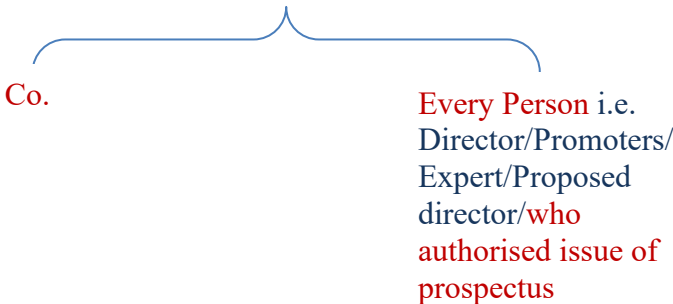 Co.
Every Person i.e.
Director/Promoters/
Expert/Proposed
director/who
authorised issue of
prospectus